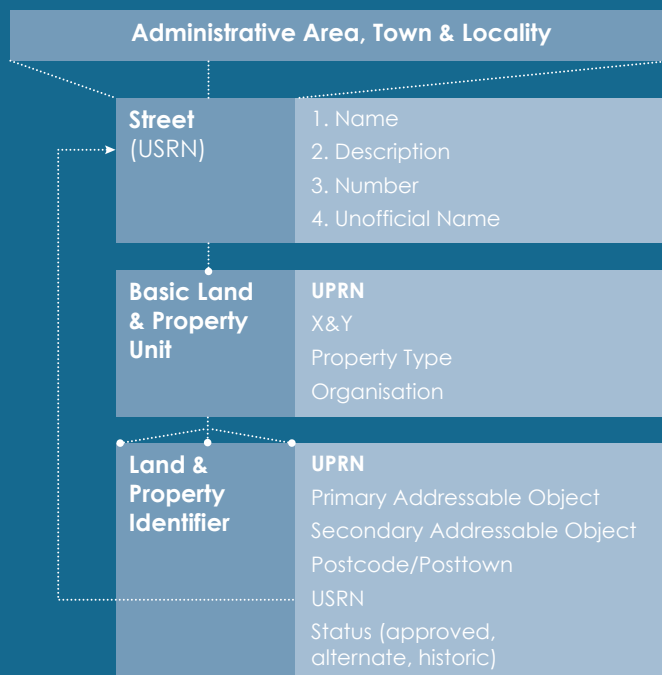 Administrative Area, Town & Locality
Street
(USRN)
1. Name
2. Description
3. Number
4. Unofficial Name
Basic Land
& Property
Unit
UPRN
X&Y
Property Type
Organisation
Land &
Property
Identifier
UPRN
Primary Addressable Object
Secondary Addressable Object
Postcode/Posttown
USRN
Status (approved,
alternate, historic)